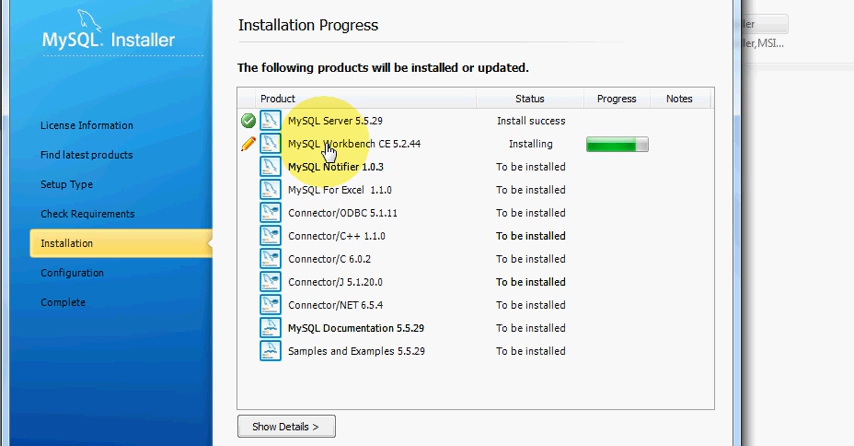 MySQL. Installer
License Information
Find latest products
Setup Type
Check Requirements
Installation
Configuration
Complete
Installation Progress
The following products will be installed or updated.
Product Status Progress Notes
MySQL Server 5.5.29 Install success
MySQL Workbench CE 5.2.44 Installing
MySQL Notifier 1.0.3 To be installed
MySQL For Excel 1.1.0 To be installed
Connector/ODBC 5.1.11 To be installed
Connector/C++ 1.1.0 To be installed
Connector/C 6.0.2 To be installed
Connector/J 5.1.20.0 To be installed
Connector/NET 6.5.4 To be installed
MySQL Documentation 5.5.29 To be installed
Samples and Examples 5.5.29 To be installed
Show Details >
ller
ler,MSI...